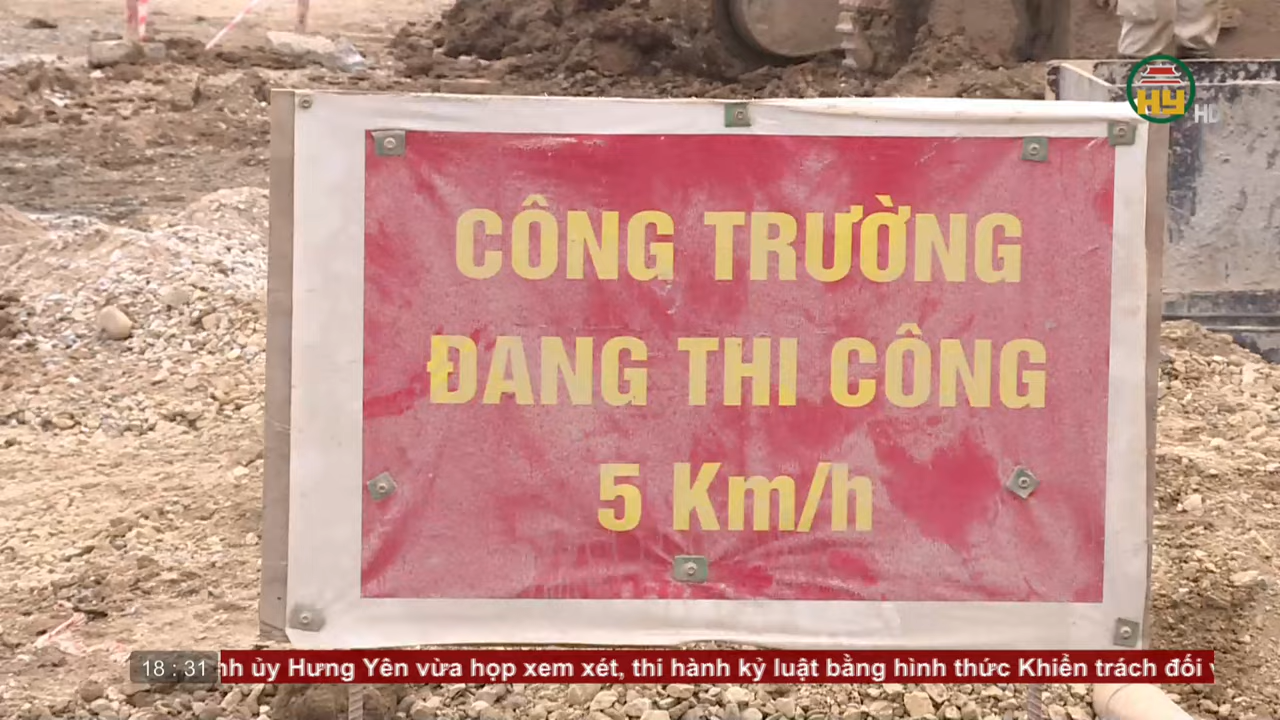 HY
HD
CÔNG TRƯỜNG
ĐANG THI CÔNG
5 Km/h
18 : 31
ủy Hưng Yên vừa họp xem xét, thi hành kỷ luật bằng hình thức Khiển trách đối